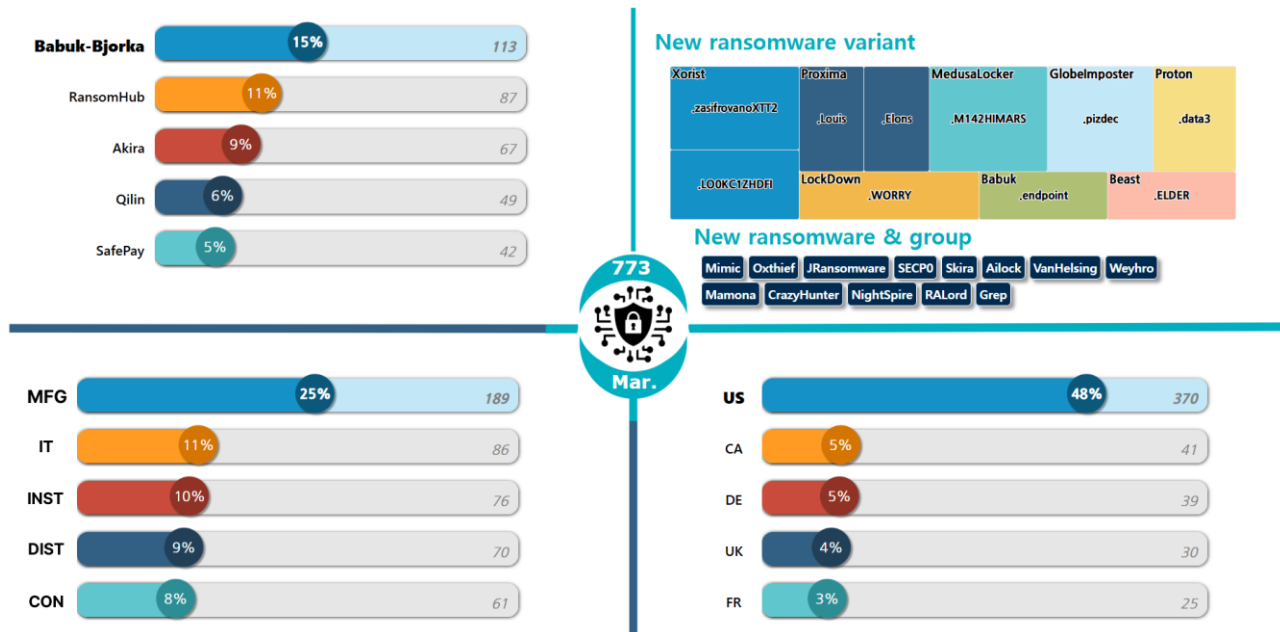 Babuk-Bjorka 15% 113
RansomHub 11% 87
Akira 9% 67
Qilin 6% 49
SafePay 5% 42
New ransomware variant
Xorist Proxima MedusaLocker GlobeImposter Proton
.zasifrovanoXTT2 .Louis .Elons .M142HIMARS .pizdec .data3
.LO0KC1ZHDFI LockDown .WORRY Babuk .endpoint Beast .ELDER
New ransomware & group
Mimic Oxthief JRansomware SECP0 Skira Ailock VanHelsing Weyhro
Mamona CrazyHunter NightSpire RALord Grep
773
Mar.
MFG 25% 189
IT 11% 86
INST 10% 76
DIST 9% 70
CON 8% 61
US 48% 370
CA 5% 41
DE 5% 39
UK 4% 30
FR 3% 25